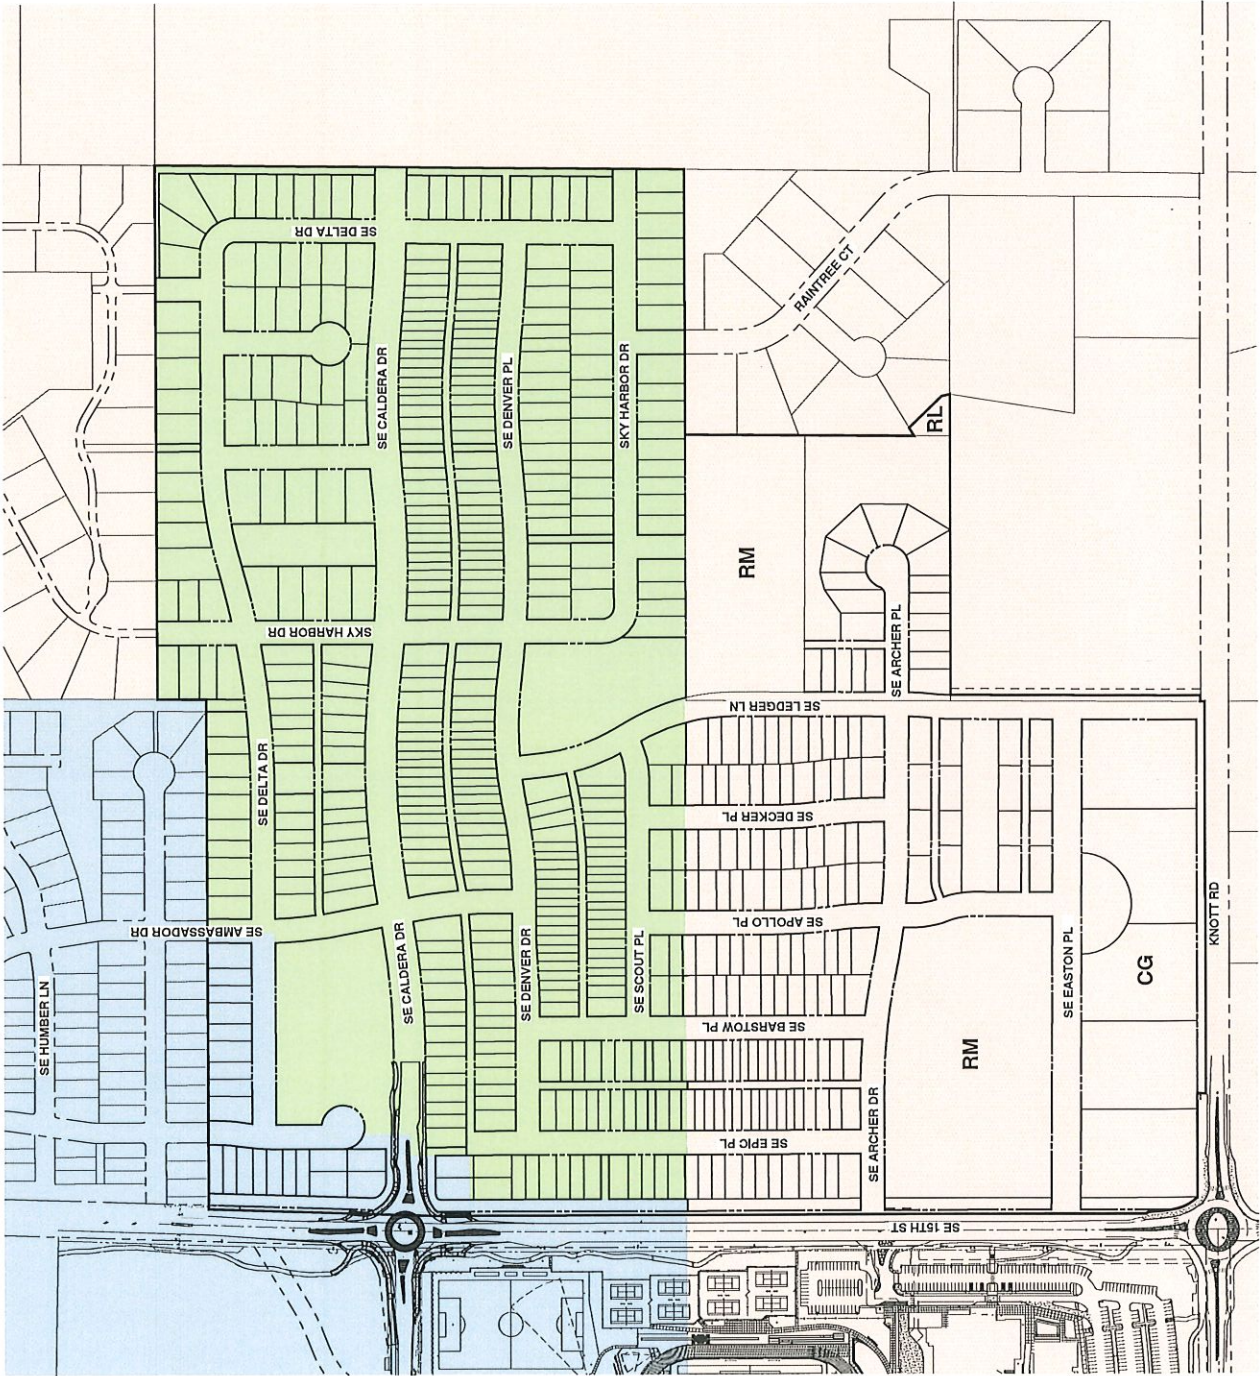 SE DELTA DR
RAINTREE CT
SE CALDERA DR
SE DENVER PL
SKY HARBOR DR
RL
RM
SKY HARBOR DR
SE ARCHER PL
SE LEDGER LN
SE DELTA DR
SE DECKER PL
KNOTT RD
SE AMBASSADOR DR
SE AMBASSADOR DR
SE APOLLO PL
SE CALDERA DR
SE DENVER DR
SE SCOUT PL
SE EASTON PL
CG
SE HUMBER LN
SE BARSTOW PL
RM
SE EPIC PL
SE ARCHER DR
SE 15TH ST